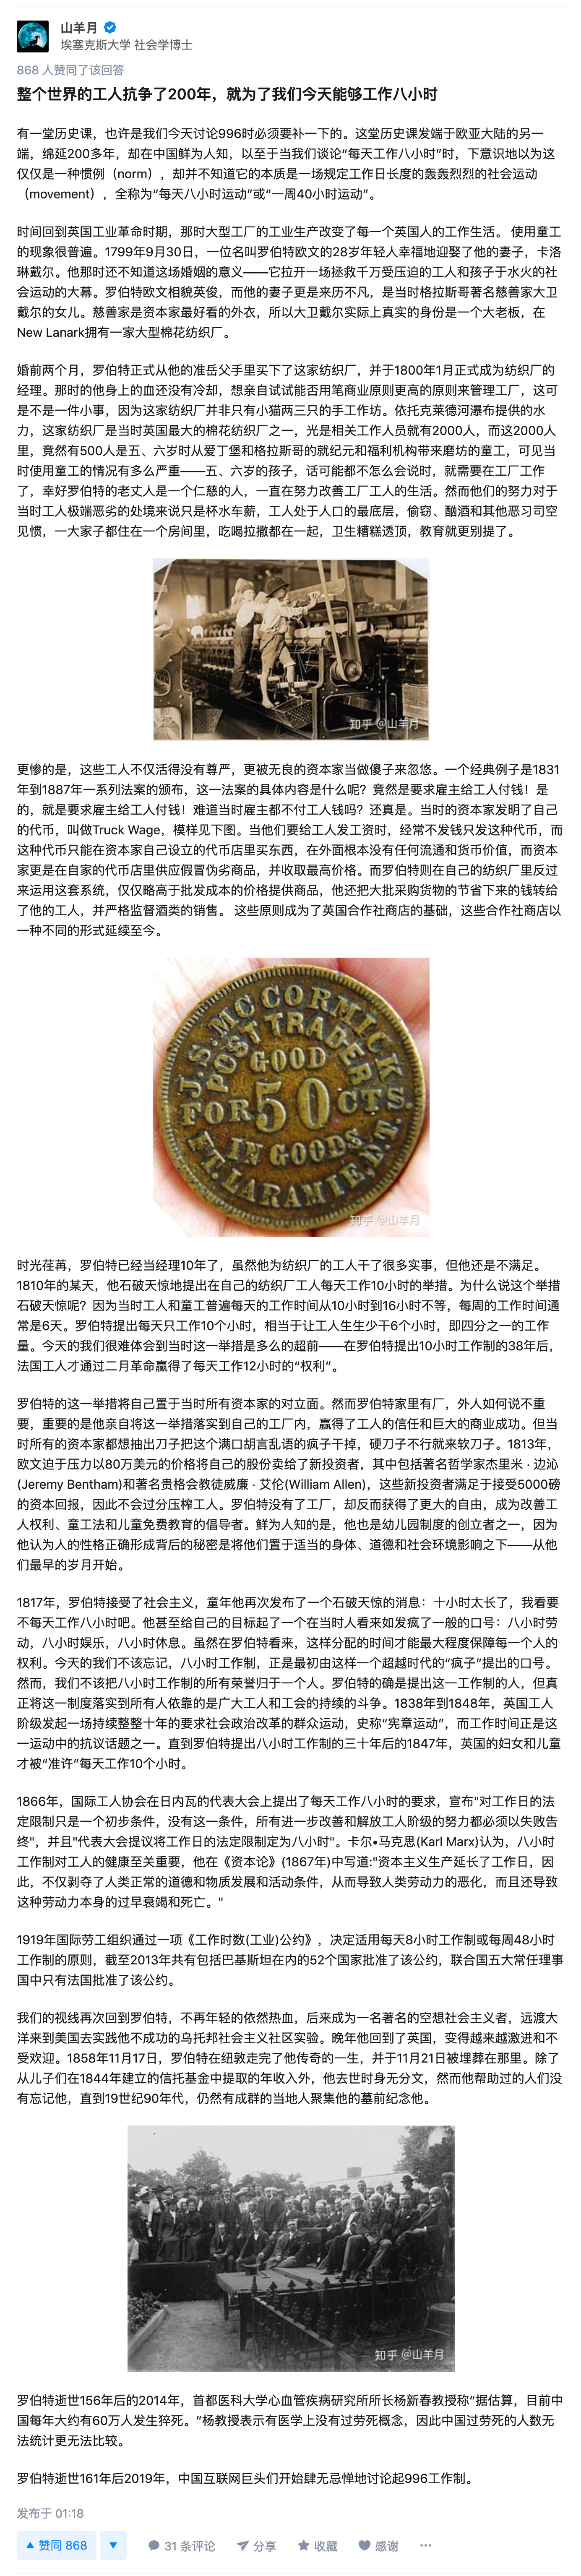 山羊月
埃塞克斯大学 社会学博士
868 人赞同了该回答
整个世界的工人抗争了200年，就为了我们今天能够工作八小时
有一堂历史课，也许是我们今天讨论996时必须要补一下的。这堂历史课发端于欧亚大陆的另一
端，绵延200多年，却在中国鲜为人知，以至于当我们谈论“每天工作八小时”时，下意识地以为这
仅仅是一种惯例（norm），却并不知道它的本质是一场规定工作日长度的轰轰烈烈的社会运动
（movement），全称为“每天八小时运动”或“一周40小时运动”。
时间回到英国工业革命时期，那时大型工厂的工业生产改变了每一个英国人的工作生活。 使用童工
的现象很普遍。1799年9月30日，一位名叫罗伯特欧文的28岁年轻人幸福地迎娶了他的妻子，卡洛
琳戴尔。他那时还不知道这场婚姻的意义——它拉开一场拯救千万受压迫的工人和孩子于水火的社
会运动的大幕。罗伯特欧文相貌英俊，而他的妻子更是来历不凡，是当时格拉斯哥著名慈善家大卫
戴尔的女儿。慈善家是资本家最好看的外衣，所以大卫戴尔实际上真实的身份是一个大老板，在
New Lanark拥有一家大型棉花纺织厂。
婚前两个月，罗伯特正式从他的准岳父手里买下了这家纺织厂，并于1800年1月正式成为纺织厂的
经理。那时的他身上的血还没有冷却，想亲自试试能否用笔商业原则更高的原则来管理工厂，这可
是不是一件小事，因为这家纺织厂并非只有小猫两三只的手工作坊。依托克莱德河瀑布提供的水
力，这家纺织厂是当时英国最大的棉花纺织厂之一，光是相关工作人员就有2000人，而这2000人
里，竟然有500人是五、六岁时从爱丁堡和格拉斯哥的就纪元和福利机构带来磨坊的童工，可见当
时使用童工的情况有多么严重——五、六岁的孩子，话可能都不怎么会说时，就需要在工厂工作
了，幸好罗伯特的老丈人是一个仁慈的人，一直在努力改善工厂工人的生活。然而他们的努力对于
当时工人极端恶劣的处境来说只是杯水车薪，工人处于人口的最底层，偷窃、酗酒和其他恶习司空
见惯，一大家子都住在一个房间里，吃喝拉撒都在一起，卫生糟糕透顶，教育就更别提了。
知乎 @山羊月
更惨的是，这些工人不仅活得没有尊严，更被无良的资本家当做傻子来忽悠。一个经典例子是1831
年到1887年一系列法案的颁布，这一法案的具体内容是什么呢？竟然是要求雇主给工人付钱！是
的，就是要求雇主给工人付钱！难道当时雇主都不付工人钱吗？还真是。当时的资本家发明了自己
的代币，叫做Truck Wage，模样见下图。当他们要给工人发工资时，经常不发钱只发这种代币，而
这种代币只能在资本家自己设立的代币店里买东西，在外面根本没有任何流通和货币价值，而资本
家更是在自家的代币店里供应假冒伪劣商品，并收取最高价格。而罗伯特则在自己的纺织厂里反过
来运用这套系统，仅仅略高于批发成本的价格提供商品，他还把大批采购货物的节省下来的钱转给
了他的工人，并严格监督酒类的销售。 这些原则成为了英国合作社商店的基础，这些合作社商店以
一种不同的形式延续至今。
J.S. MC CORMICK
POST TRADER
GOOD
FOR 50 CTS.
IN GOODS
FT. LARAMIE, N.T.
知乎 @山羊月
时光荏苒，罗伯特已经当经理10年了，虽然他为纺织厂的工人干了很多实事，但他还是不满足。
1810年的某天，他石破天惊地提出在自己的纺织厂工人每天工作10小时的举措。为什么说这个举措
石破天惊呢？因为当时工人和童工普遍每天的工作时间从10小时到16小时不等，每周的工作时间通
常是6天。罗伯特提出每天只工作10个小时，相当于让工人生生少干6个小时，即四分之一的工作
量。今天的我们很难体会到当时这一举措是多么的超前——在罗伯特提出10小时工作制的38年后，
法国工人才通过二月革命赢得了每天工作12小时的“权利”。
罗伯特的这一举措将自己置于当时所有资本家的对立面。然而罗伯特家里有厂，外人如何说不重
要，重要的是他亲自将这一举措落实到自己的工厂内，赢得了工人的信任和巨大的商业成功。但当
时所有的资本家都想抽出刀子把这个满口胡言乱语的疯子干掉，硬刀子不行就来软刀子。1813年，
欧文迫于压力以80万美元的价格将自己的股份卖给了新投资者，其中包括著名哲学家杰里米 · 边沁
(Jeremy Bentham)和著名贵格会教徒威廉 · 艾伦(William Allen)，这些新投资者满足于接受5000磅
的资本回报，因此不会过分压榨工人。罗伯特没有了工厂，却反而获得了更大的自由，成为改善工
人权利、童工法和儿童免费教育的倡导者。鲜为人知的是，他也是幼儿园制度的创立者之一，因为
他认为人的性格正确形成背后的秘密是将他们置于适当的身体、道德和社会环境影响之下——从他
们最早的岁月开始。
1817年，罗伯特接受了社会主义，童年他再次发布了一个石破天惊的消息：十小时太长了，我看要
不每天工作八小时吧。他甚至给自己的目标起了一个在当时人看来如发疯了一般的口号：八小时劳
动，八小时娱乐，八小时休息。虽然在罗伯特看来，这样分配的时间才能最大程度保障每一个人的
权利。今天的我们不该忘记，八小时工作制，正是最初由这样一个超越时代的“疯子”提出的口号。
然而，我们不该把八小时工作制的所有荣誉归于一个人。罗伯特的确是提出这一工作制的人，但真
正将这一制度落实到所有人依靠的是广大工人和工会的持续的斗争。1838年到1848年，英国工人
阶级发起一场持续整整十年的要求社会政治改革的群众运动，史称“宪章运动”，而工作时间正是这
一运动中的抗议话题之一。直到罗伯特提出八小时工作制的三十年后的1847年，英国的妇女和儿童
才被“准许”每天工作10个小时。
1866年，国际工人协会在日内瓦的代表大会上提出了每天工作八小时的要求，宣布"对工作日的法
定限制只是一个初步条件，没有这一条件，所有进一步改善和解放工人阶级的努力都必须以失败告
终"，并且"代表大会提议将工作日的法定限制定为八小时"。卡尔•马克思(Karl Marx)认为，八小时
工作制对工人的健康至关重要，他在《资本论》(1867年)中写道:"资本主义生产延长了工作日，因
此，不仅剥夺了人类正常的道德和物质发展和活动条件，从而导致人类劳动力的恶化，而且还导致
这种劳动力本身的过早衰竭和死亡。"
1919年国际劳工组织通过一项《工作时数(工业)公约》，决定适用每天8小时工作制或每周48小时
工作制的原则，截至2013年共有包括巴基斯坦在内的52个国家批准了该公约，联合国五大常任理事
国中只有法国批准了该公约。
我们的视线再次回到罗伯特，不再年轻的依然热血，后来成为一名著名的空想社会主义者，远渡大
洋来到美国去实践他不成功的乌托邦社会主义社区实验。晚年他回到了英国，变得越来越激进和不
受欢迎。1858年11月17日，罗伯特在纽敦走完了他传奇的一生，并于11月21日被埋葬在那里。除了
从儿子们在1844年建立的信托基金中提取的年收入外，他去世时身无分文，然而他帮助过的人们没
有忘记他，直到19世纪90年代，仍然有成群的当地人聚集他的墓前纪念他。
知乎 @山羊月
罗伯特逝世156年后的2014年，首都医科大学心血管疾病研究所所长杨新春教授称“据估算，目前中
国每年大约有60万人发生猝死。”杨教授表示有医学上没有过劳死概念，因此中国过劳死的人数无
法统计更无法比较。
罗伯特逝世161年后2019年，中国互联网巨头们开始肆无忌惮地讨论起996工作制。
发布于 01:18
赞同 868 31 条评论 分享 收藏 感谢